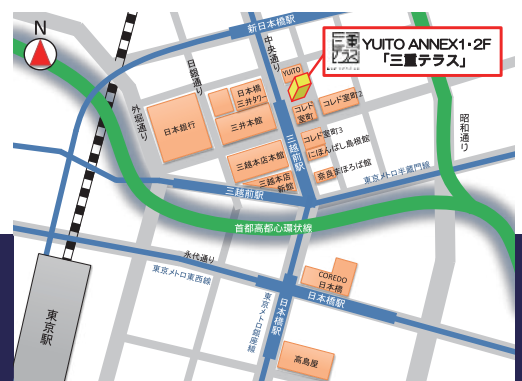 N
新日本橋駅
中央通り
日銀通り
外堀通り
昭和通り
YUITO
三重テラス
YUITO ANNEX1・2F
「三重テラス」
日本橋
三井タワー
コレド
室町
コレド室町2
日本銀行
三井本館
コレド室町3
にほんばし島根館
奈良まほろば館
三越前駅
三越本店本館
三越本店
新館
三越前駅
東京メトロ半蔵門線
首都高都心環状線
永代通り
東京メトロ東西線
COREDO
日本橋
日本橋駅
日本橋駅
東京メトロ銀座線
東京駅
高島屋